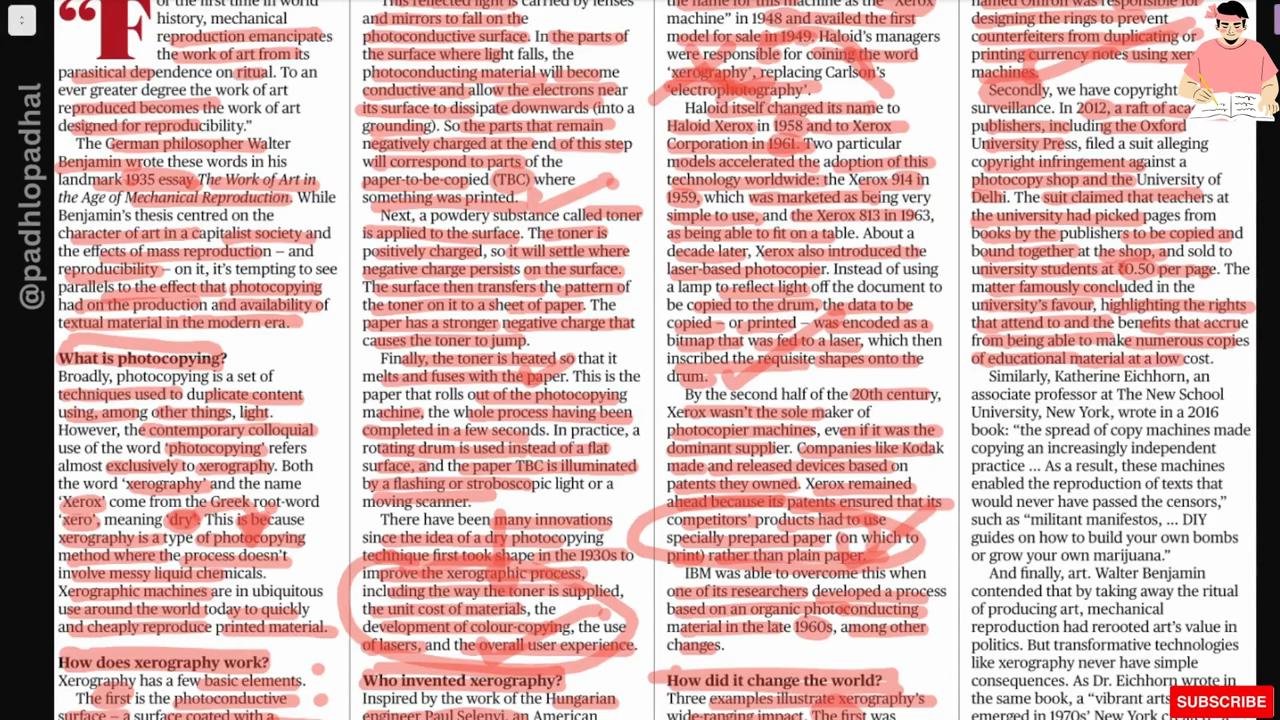 @padhlopadhal
“F
of the first time in world
history, mechanical
reproduction emancipates
the work of art from its
parasitical dependence on ritual. To an
ever greater degree the work of art
reproduced becomes the work of art
designed for reproducibility.”
The German philosopher Walter
Benjamin wrote these words in his
landmark 1935 essay The Work of Art in
the Age of Mechanical Reproduction. While
Benjamin’s thesis centred on the
character of art in a capitalist society and
the effects of mass reproduction – and
reproducibility – on it, it’s tempting to see
parallels to the effect that photocopying
had on the production and availability of
textual material in the modern era.
What is photocopying?
Broadly, photocopying is a set of
techniques used to duplicate content
using, among other things, light.
However, the contemporary colloquial
use of the word ‘photocopying’ refers
almost exclusively to xerography. Both
the word ‘xerography’ and the name
‘Xerox’ come from the Greek root-word
‘xero’, meaning ‘dry’. This is because
xerography is a type of photocopying
method where the process doesn’t
involve messy liquid chemicals.
Xerographic machines are in ubiquitous
use around the world today to quickly
and cheaply reproduce printed material.
How does xerography work?
Xerography has a few basic elements.
The first is the photoconductive
surface – a surface coated with a
This reflected light is carried by lenses
and mirrors to fall on the
photoconductive surface. In the parts of
the surface where light falls, the
photoconducting material will become
conductive and allow the electrons near
its surface to dissipate downwards (into a
grounding). So the parts that remain
negatively charged at the end of this step
will correspond to parts of the
paper-to-be-copied (TBC) where
something was printed.
Next, a powdery substance called toner
is applied to the surface. The toner is
positively charged, so it will settle where
negative charge persists on the surface.
The surface then transfers the pattern of
the toner on it to a sheet of paper. The
paper has a stronger negative charge that
causes the toner to jump.
Finally, the toner is heated so that it
melts and fuses with the paper. This is the
paper that rolls out of the photocopying
machine, the whole process having been
completed in a few seconds. In practice, a
rotating drum is used instead of a flat
surface, and the paper TBC is illuminated
by a flashing or stroboscopic light or a
moving scanner.
There have been many innovations
since the idea of a dry photocopying
technique first took shape in the 1930s to
improve the xerographic process,
including the way the toner is supplied,
the unit cost of materials, the
development of colour-copying, the use
of lasers, and the overall user experience.
Who invented xerography?
Inspired by the work of the Hungarian
engineer Paul Selenyi, an American
the name for this machine as the “Xerox
machine” in 1948 and availed the first
model for sale in 1949. Haloid’s managers
were responsible for coining the word
‘xerography’, replacing Carlson’s
‘electrophotography’.
Haloid itself changed its name to
Haloid Xerox in 1958 and to Xerox
Corporation in 1961. Two particular
models accelerated the adoption of this
technology worldwide: the Xerox 914 in
1959, which was marketed as being very
simple to use, and the Xerox 813 in 1963,
as being able to fit on a table. About a
decade later, Xerox also introduced the
laser-based photocopier. Instead of using
a lamp to reflect light off the document to
be copied to the drum, the data to be
copied – or printed – was encoded as a
bitmap that was fed to a laser, which then
inscribed the requisite shapes onto the
drum.
By the second half of the 20th century,
Xerox wasn’t the sole maker of
photocopier machines, even if it was the
dominant supplier. Companies like Kodak
made and released devices based on
patents they owned. Xerox remained
ahead because its patents ensured that its
competitors’ products had to use
specially prepared paper (on which to
print) rather than plain paper.
IBM was able to overcome this when
one of its researchers developed a process
based on an organic photoconducting
material in the late 1960s, among other
changes.
How did it change the world?
Three examples illustrate xerography’s
wide-ranging impact. The first was
named Omron was responsible for
designing the rings to prevent
counterfeiters from duplicating or
printing currency notes using xer
machines.
Secondly, we have copyright
surveillance. In 2012, a raft of aca
publishers, including the Oxford
University Press, filed a suit alleging
copyright infringement against a
photocopy shop and the University of
Delhi. The suit claimed that teachers at
the university had picked pages from
books by the publishers to be copied and
bound together at the shop, and sold to
university students at ₹0.50 per page. The
matter famously concluded in the
university’s favour, highlighting the rights
that attend to and the benefits that accrue
from being able to make numerous copies
of educational material at a low cost.
Similarly, Katherine Eichhorn, an
associate professor at The New School
University, New York, wrote in a 2016
book: “the spread of copy machines made
copying an increasingly independent
practice ... As a result, these machines
enabled the reproduction of texts that
would never have passed the censors,”
such as “militant manifestos, ... DIY
guides on how to build your own bombs
or grow your own marijuana.”
And finally, art. Walter Benjamin
contended that by taking away the ritual
of producing art, mechanical
reproduction had rerooted art’s value in
politics. But transformative technologies
like xerography never have simple
consequences. As Dr. Eichhorn wrote in
the same book, a “vibrant arts
emerged in 1970s’ New York
SUBSCRIBE